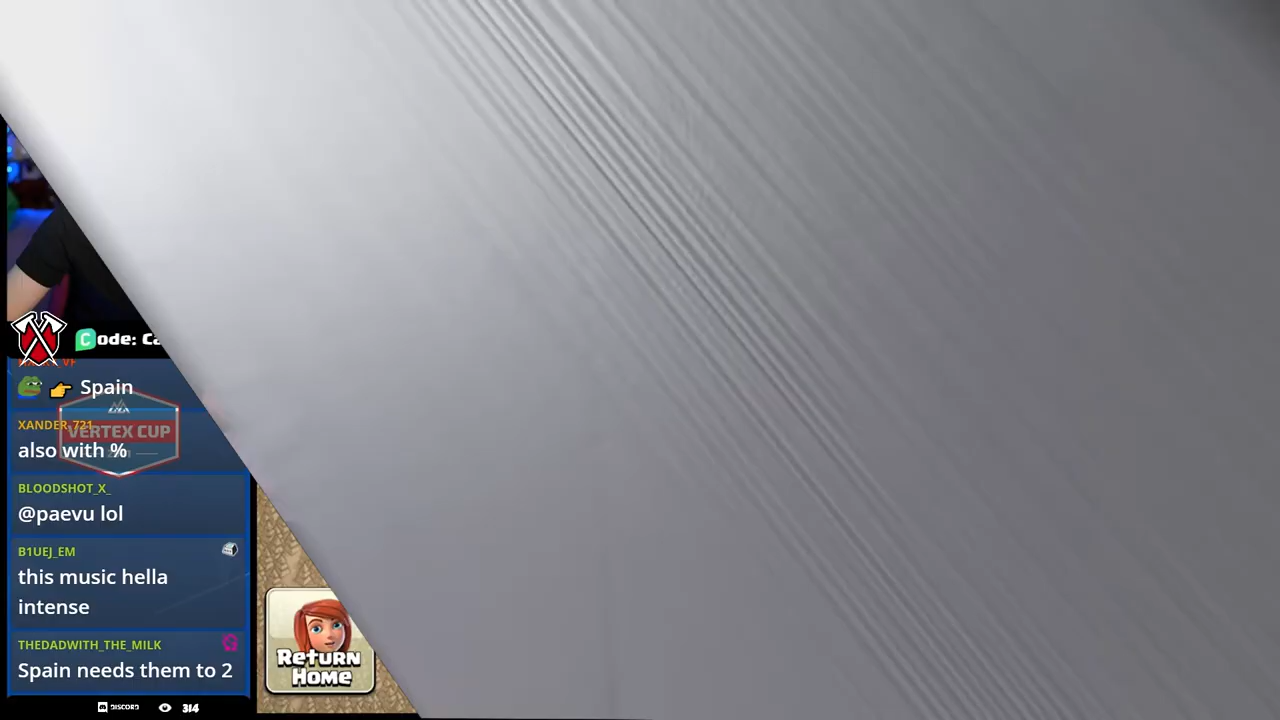 Code: Ca
Spain
XANDER_721
VERTEX CUP
also with %
BLOODSHOT_X_
@paevu lol
B1UEJ_EM
this music hella
intense
THEDADWITH_THE_MILK
Spain needs them to 2
Return
Home
DISCORD
314